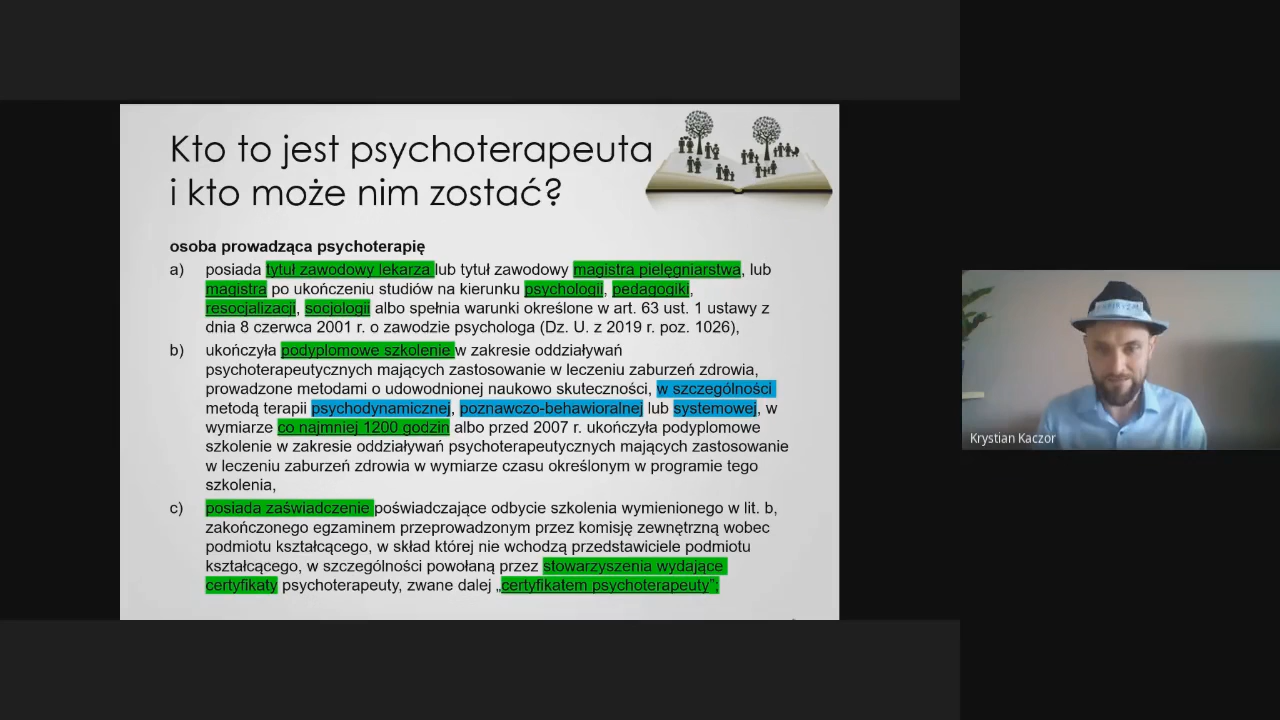 Kto to jest psychoterapeuta
i kto może nim zostać?
osoba prowadząca psychoterapię
a) posiada tytuł zawodowy lekarza lub tytuł zawodowy magistra pielęgniarstwa, lub
magistra po ukończeniu studiów na kierunku psychologii, pedagogiki,
resocjalizacji, socjologii albo spełnia warunki określone w art. 63 ust. 1 ustawy z
dnia 8 czerwca 2001 r. o zawodzie psychologa (Dz. U. z 2019 r. poz. 1026),
b) ukończyła podyplomowe szkolenie w zakresie oddziaływań
psychoterapeutycznych mających zastosowanie w leczeniu zaburzeń zdrowia,
prowadzone metodami o udowodnionej naukowo skuteczności, w szczególności
metodą terapii psychodynamicznej, poznawczo-behawioralnej lub systemowej, w
wymiarze co najmniej 1200 godzin albo przed 2007 r. ukończyła podyplomowe
szkolenie w zakresie oddziaływań psychoterapeutycznych mających zastosowanie
w leczeniu zaburzeń zdrowia w wymiarze czasu określonym w programie tego
szkolenia,
c) posiada zaświadczenie poświadczające odbycie szkolenia wymienionego w lit. b,
zakończonego egzaminem przeprowadzonym przez komisję zewnętrzną wobec
podmiotu kształcącego, w skład której nie wchodzą przedstawiciele podmiotu
kształcącego, w szczególności powołaną przez stowarzyszenia wydające
certyfikaty psychoterapeuty, zwane dalej „certyfikatem psychoterapeuty”;
Krystian Kaczor